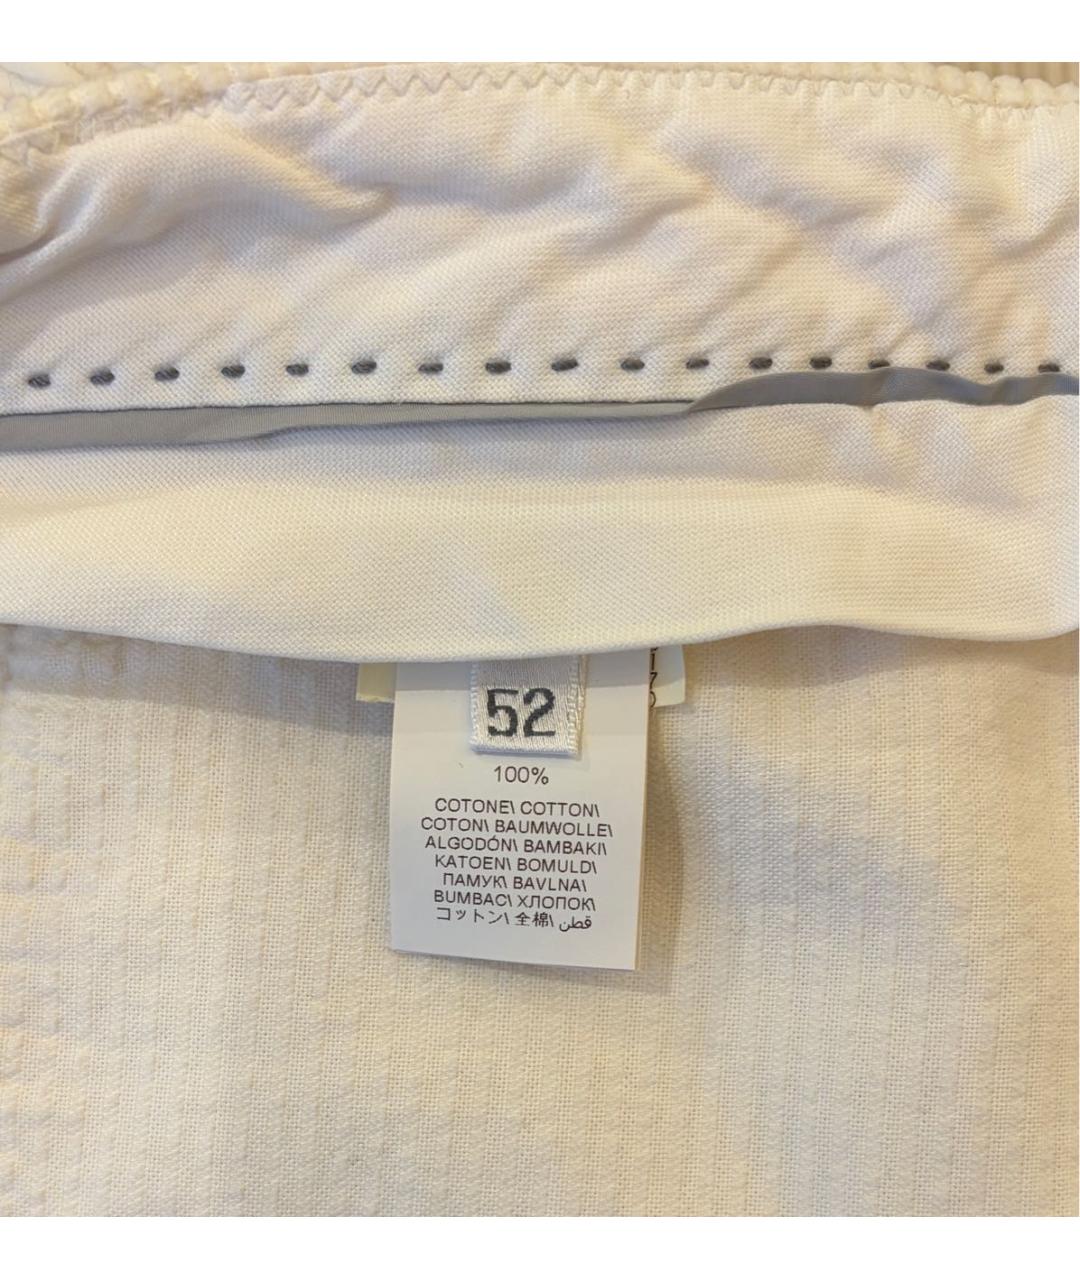 52
100%
COTONE\ COTTON\
COTON\ BAUMWOLLE\
ALGODÓN\ BAMBAKI\
KATOEN\ BOMULD\
ПАМУК\ BAVLNA\
BUMBAC\ ХЛОПОК\
コットン\ 全棉\ قطن